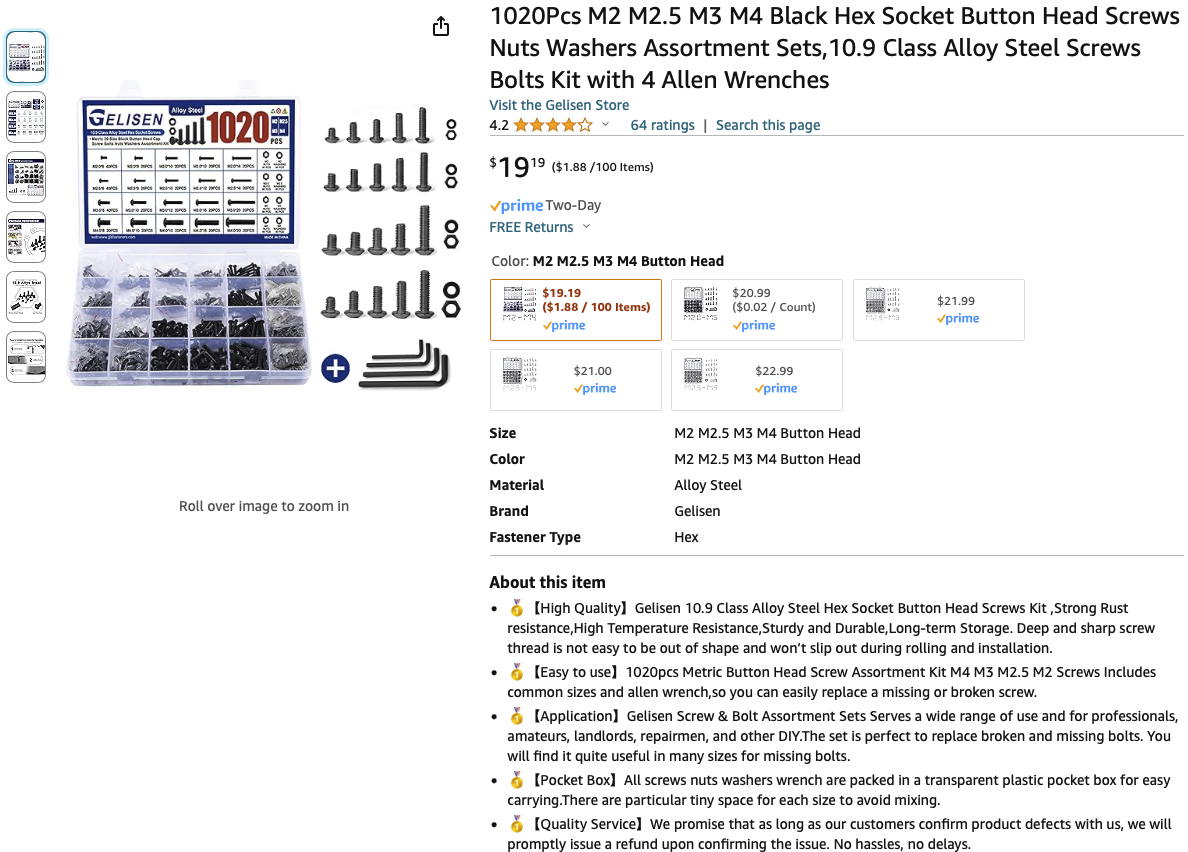 1020Pcs M2 M2.5 M3 M4 Black Hex Socket Button Head Screws
Nuts Washers Assortment Sets,10.9 Class Alloy Steel Screws
Bolts Kit with 4 Allen Wrenches
Visit the Gelisen Store
4.2
64 ratings | Search this page
$19 19 ($1.88 /100 Items)
prime Two-Day
FREE Returns
Color: M2 M2.5 M3 M4 Button Head
$19.19
($1.88 / 100 Items)
prime
M2-M4
$20.99
($0.02 / Count)
prime
$21.99
prime
$21.00
prime
$22.99
prime
Size M2 M2.5 M3 M4 Button Head
Color M2 M2.5 M3 M4 Button Head
Material Alloy Steel
Brand Gelisen
Fastener Type Hex
About this item
🏅【High Quality】Gelisen 10.9 Class Alloy Steel Hex Socket Button Head Screws Kit ,Strong Rust
resistance,High Temperature Resistance,Sturdy and Durable,Long-term Storage. Deep and sharp screw
thread is not easy to be out of shape and won’t slip out during rolling and installation.
🏅【Easy to use】1020pcs Metric Button Head Screw Assortment Kit M4 M3 M2.5 M2 Screws Includes
common sizes and allen wrench,so you can easily replace a missing or broken screw.
🏅【Application】Gelisen Screw & Bolt Assortment Sets Serves a wide range of use and for professionals,
amateurs, landlords, repairmen, and other DIY.The set is perfect to replace broken and missing bolts. You
will find it quite useful in many sizes for missing bolts.
🏅【Pocket Box】All screws nuts washers wrench are packed in a transparent plastic pocket box for easy
carrying.There are particular tiny space for each size to avoid mixing.
🏅【Quality Service】We promise that as long as our customers confirm product defects with us, we will
promptly issue a refund upon confirming the issue. No hassles, no delays.
GELISEN
Alloy Steel
1020
PCS
Roll over image to zoom in